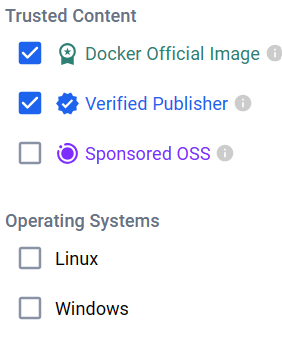 Trusted Content
Docker Official Image
Verified Publisher
Sponsored OSS
Operating Systems
Linux
Windows